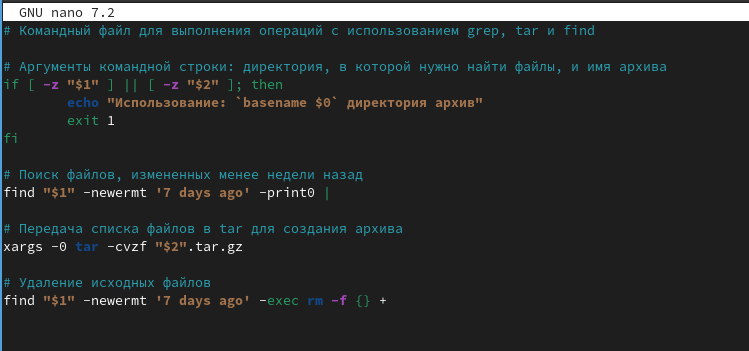 GNU nano 7.2
# Командный файл для выполнения операций с использованием grep, tar и find
# Аргументы командной строки: директория, в которой нужно найти файлы, и имя архива
if [ -z "$1" ] || [ -z "$2" ]; then
echo "Использование: `basename $0` директория архив"
exit 1
fi
# Поиск файлов, измененных менее недели назад
find "$1" -newermt '7 days ago' -print0 |
# Передача списка файлов в tar для создания архива
xargs -0 tar -cvzf "$2".tar.gz
# Удаление исходных файлов
find "$1" -newermt '7 days ago' -exec rm -f {} +